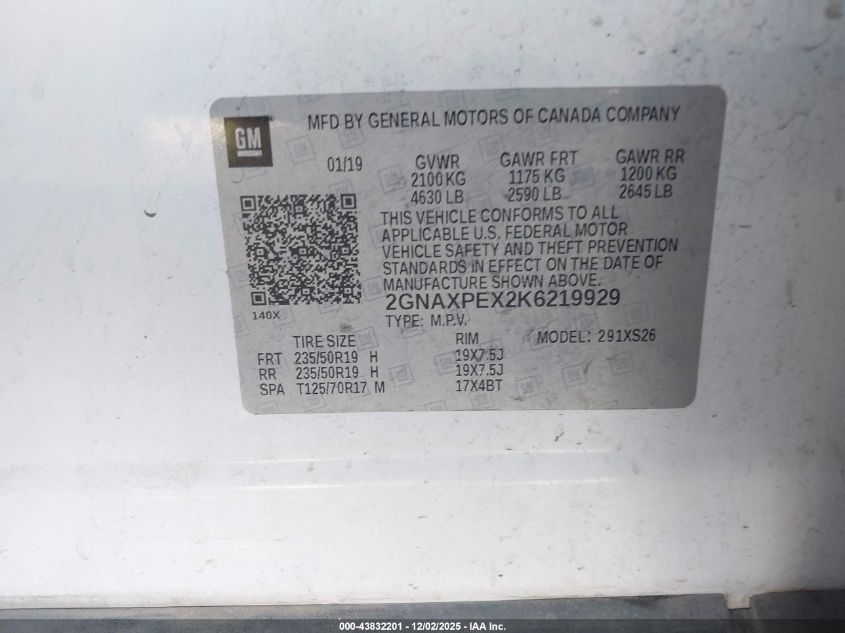 GM
MFD BY GENERAL MOTORS OF CANADA COMPANY
01/19 GVWR GAWR FRT GAWR RR
2100 KG 1175 KG 1200 KG
4630 LB 2590 LB 2645 LB
THIS VEHICLE CONFORMS TO ALL
APPLICABLE U.S. FEDERAL MOTOR
VEHICLE SAFETY AND THEFT PREVENTION
STANDARDS IN EFFECT ON THE DATE OF
MANUFACTURE SHOWN ABOVE.
2GNAXPEX2K6219929
140X
TYPE: M.P.V.
TIRE SIZE RIM MODEL: 291XS26
FRT 235/50R19 H 19X7.5J
RR 235/50R19 H 19X7.5J
SPA T125/70R17 M 17X4BT
000-43832201 - 12/02/2025 - IAA Inc.